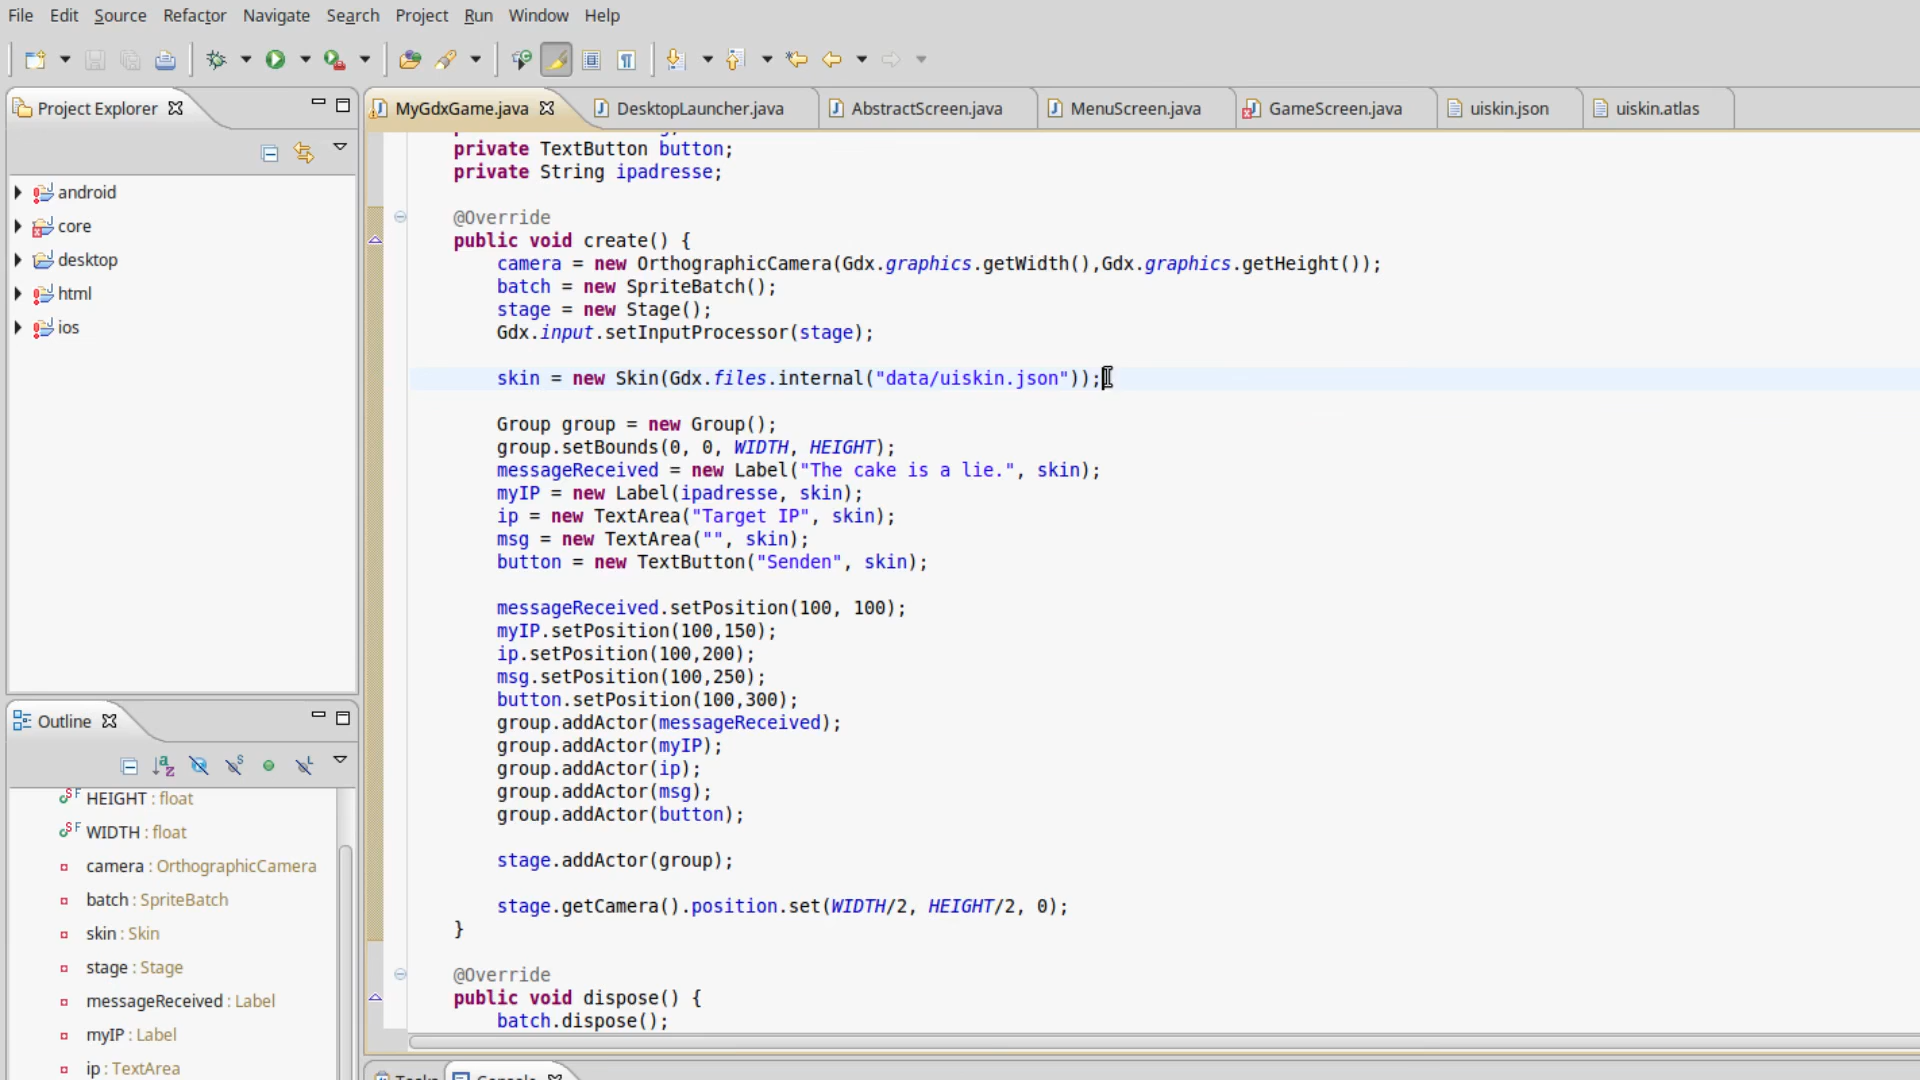 File Edit Source Refactor Navigate Search Project Run Window Help
Project Explorer
MyGdxGame.java DesktopLauncher.java AbstractScreen.java MenuScreen.java GameScreen.java uiskin.json uiskin.atlas
android
core
desktop
html
ios
private TextButton button;
private String ipadresse;
@Override
public void create() {
camera = new OrthographicCamera(Gdx.graphics.getWidth(),Gdx.graphics.getHeight());
batch = new SpriteBatch();
stage = new Stage();
Gdx.input.setInputProcessor(stage);
skin = new Skin(Gdx.files.internal("data/uiskin.json"));
Group group = new Group();
group.setBounds(0, 0, WIDTH, HEIGHT);
messageReceived = new Label("The cake is a lie.", skin);
myIP = new Label(ipadresse, skin);
ip = new TextArea("Target IP", skin);
msg = new TextArea("", skin);
button = new TextButton("Senden", skin);
messageReceived.setPosition(100, 100);
myIP.setPosition(100,150);
ip.setPosition(100,200);
msg.setPosition(100,250);
button.setPosition(100,300);
group.addActor(messageReceived);
group.addActor(myIP);
group.addActor(ip);
group.addActor(msg);
group.addActor(button);
stage.addActor(group);
stage.getCamera().position.set(WIDTH/2, HEIGHT/2, 0);
}
@Override
public void dispose() {
batch.dispose();
Outline
HEIGHT : float
WIDTH : float
camera : OrthographicCamera
batch : SpriteBatch
skin : Skin
stage : Stage
messageReceived : Label
myIP : Label
ip : TextArea
Tasks Console